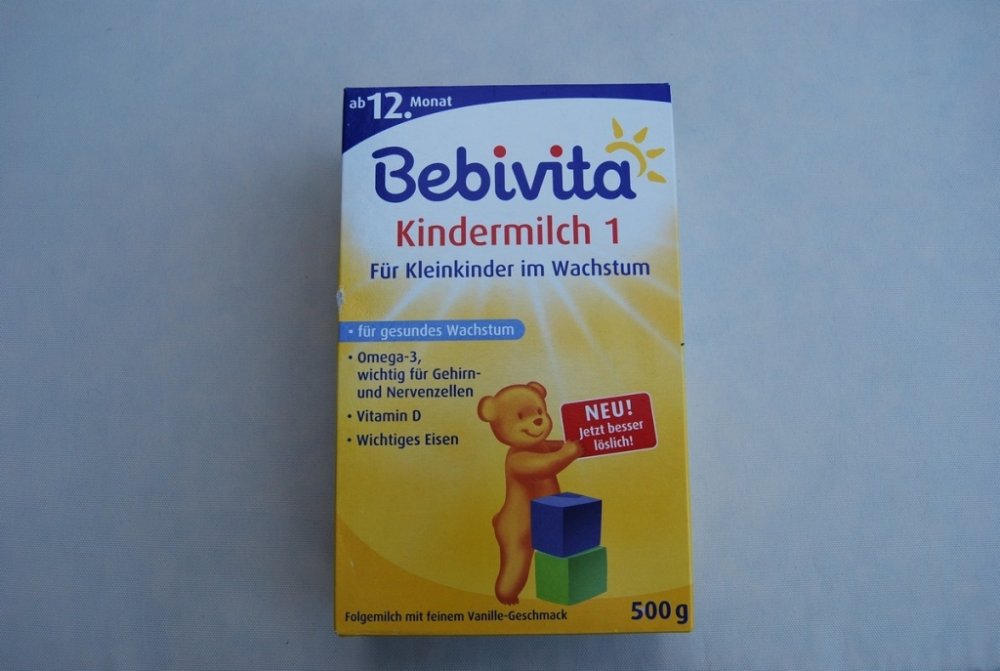 ab 12. Monat
Bebivita
Kindermilch 1
Für Kleinkinder im Wachstum
• für gesundes Wachstum
• Omega-3,
wichtig für Gehirn-
und Nervenzellen
• Vitamin D
• Wichtiges Eisen
NEU!
Jetzt besser
löslich!
Folgemilch mit feinem Vanille-Geschmack
500 g